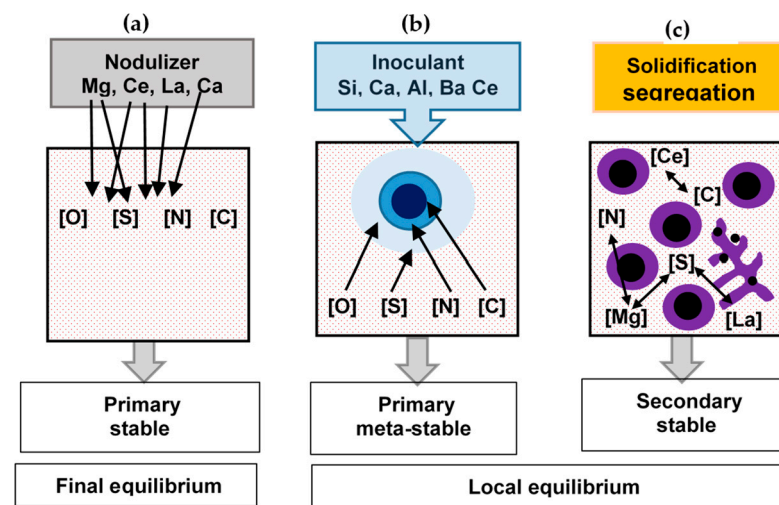 (a)
Nodulizer
Mg, Ce, La, Ca
[O] [S] [N] [C]
Primary
stable
Final equilibrium
(b)
Inoculant
Si, Ca, Al, Ba Ce
[O] [S] [N] [C]
Primary
meta-stable
(c)
Solidification
segregation
[Ce]
[C]
[N]
[S]
[Mg] [La]
Secondary
stable
Local equilibrium